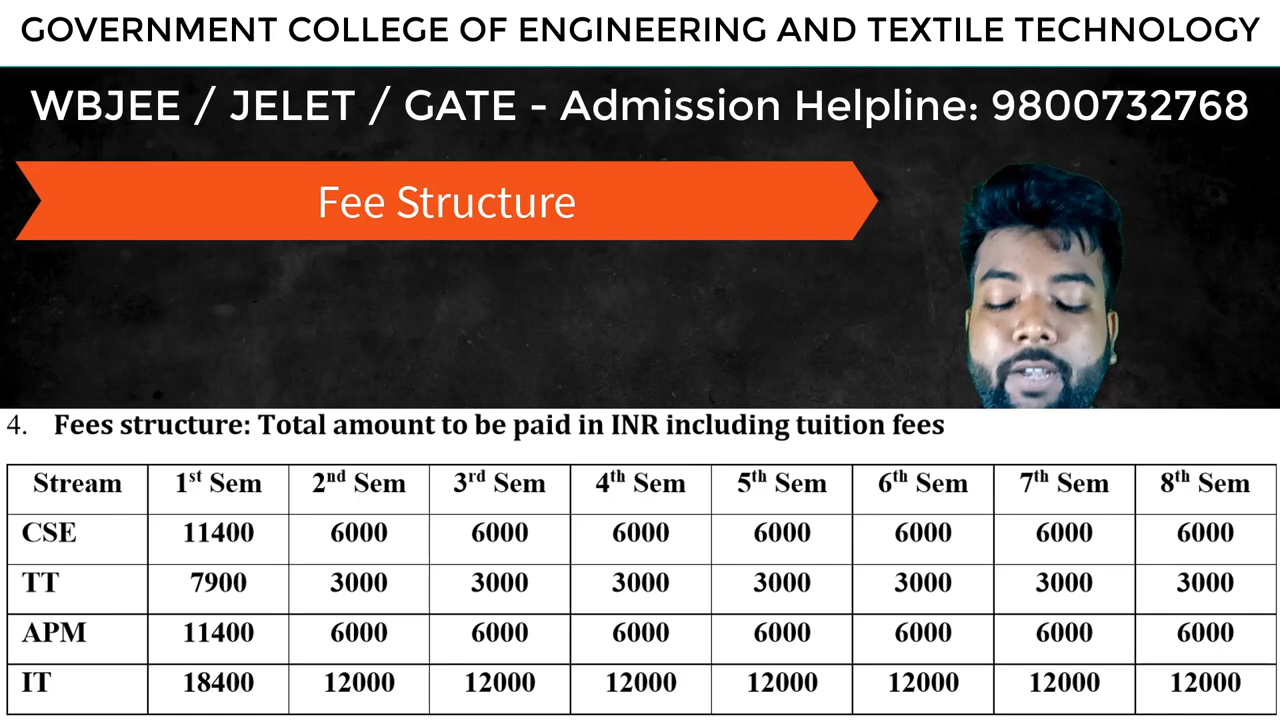 GOVERNMENT COLLEGE OF ENGINEERING AND TEXTILE TECHNOLOGY
WBJEE / JELET / GATE - Admission Helpline: 9800732768
Fee Structure
4. Fees structure: Total amount to be paid in INR including tuition fees
Stream 1st Sem 2nd Sem 3rd Sem 4th Sem 5th Sem 6th Sem 7th Sem 8th Sem
CSE 11400 6000 6000 6000 6000 6000 6000 6000
TT 7900 3000 3000 3000 3000 3000 3000 3000
APM 11400 6000 6000 6000 6000 6000 6000 6000
IT 18400 12000 12000 12000 12000 12000 12000 12000